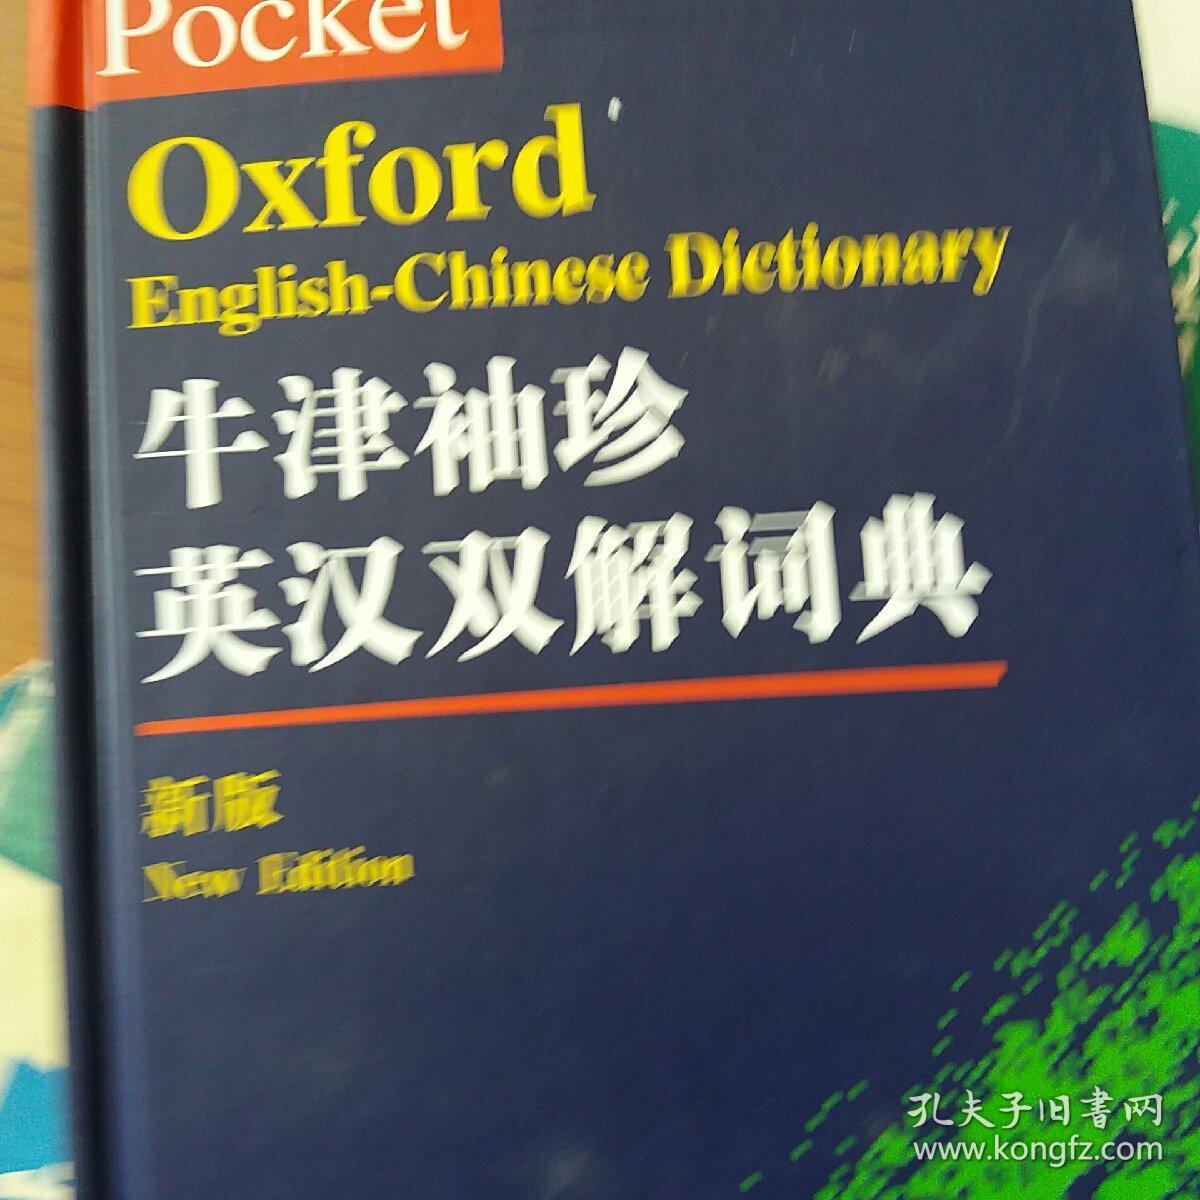 Pocket
Oxford
English-Chinese Dictionary
牛津袖珍
英汉双解词典
新版
New Edition
孔夫子旧書网
www.kongfz.com